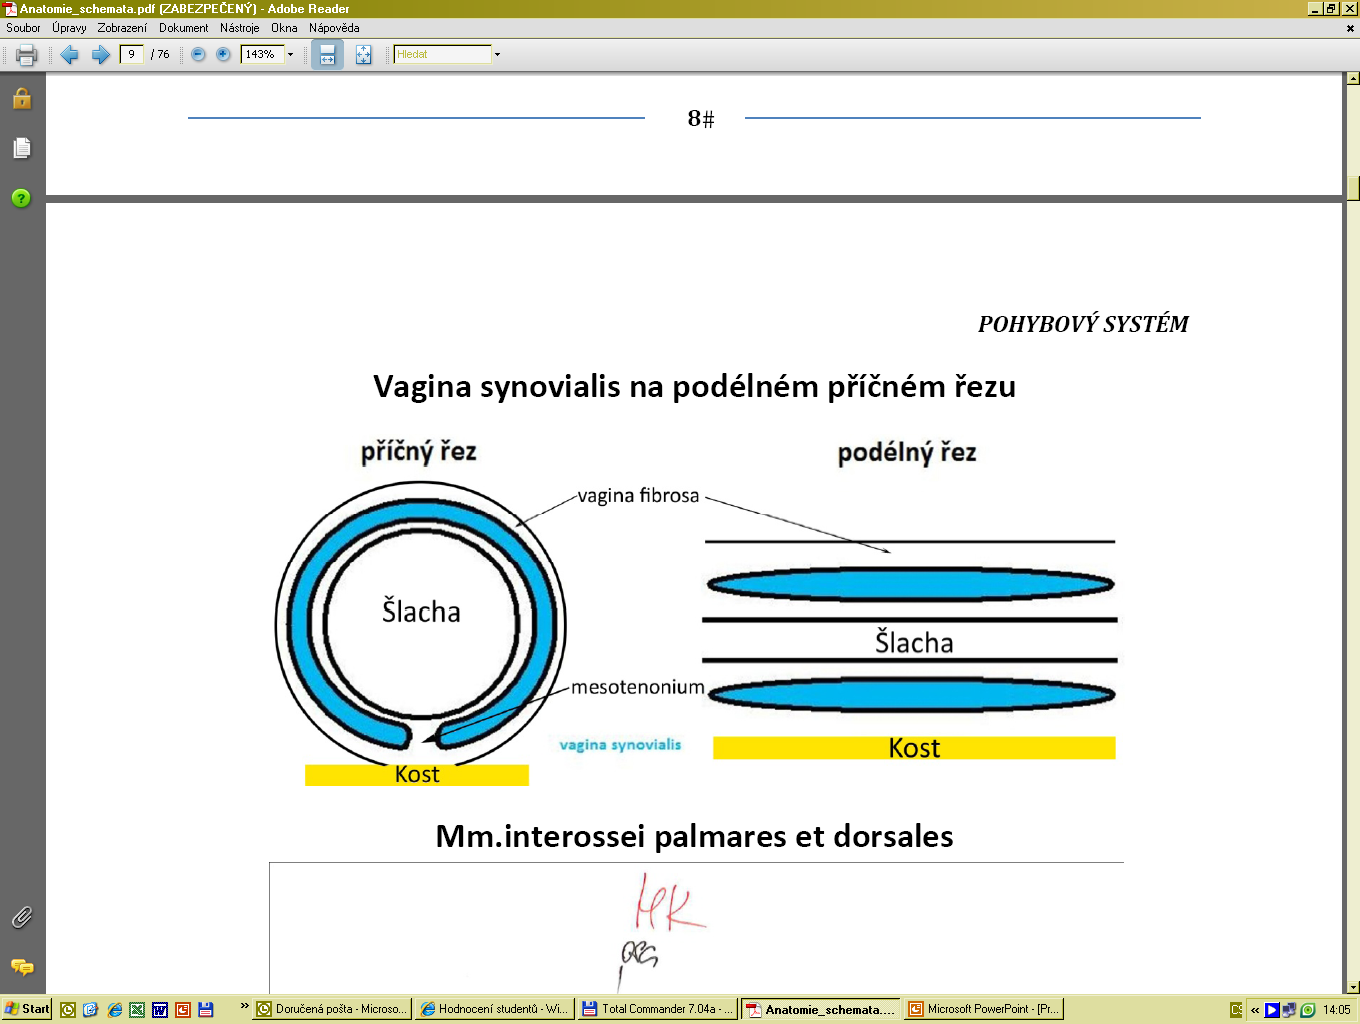 Anatomie_schemata.pdf (ZABEZPEČENÝ) - Adobe Reader
Soubor Úpravy Zobrazení Dokument Nástroje Okna Nápověda
9 / 76 143% Hledat
8#
POHYBOVÝ SYSTÉM
Vagina synovialis na podélném příčném řezu
příčný řez
podélný řez
vagina fibrosa
Šlacha
Šlacha
mesotenonium
vagina synovialis
Kost
Kost
Mm.interossei palmares et dorsales
HK
Start Doručená pošta - Microso... Hodnocení studentů - Wi... Total Commander 7.04a - ... Anatomie_schemata.... Microsoft PowerPoint - [Pr... CS 14:05